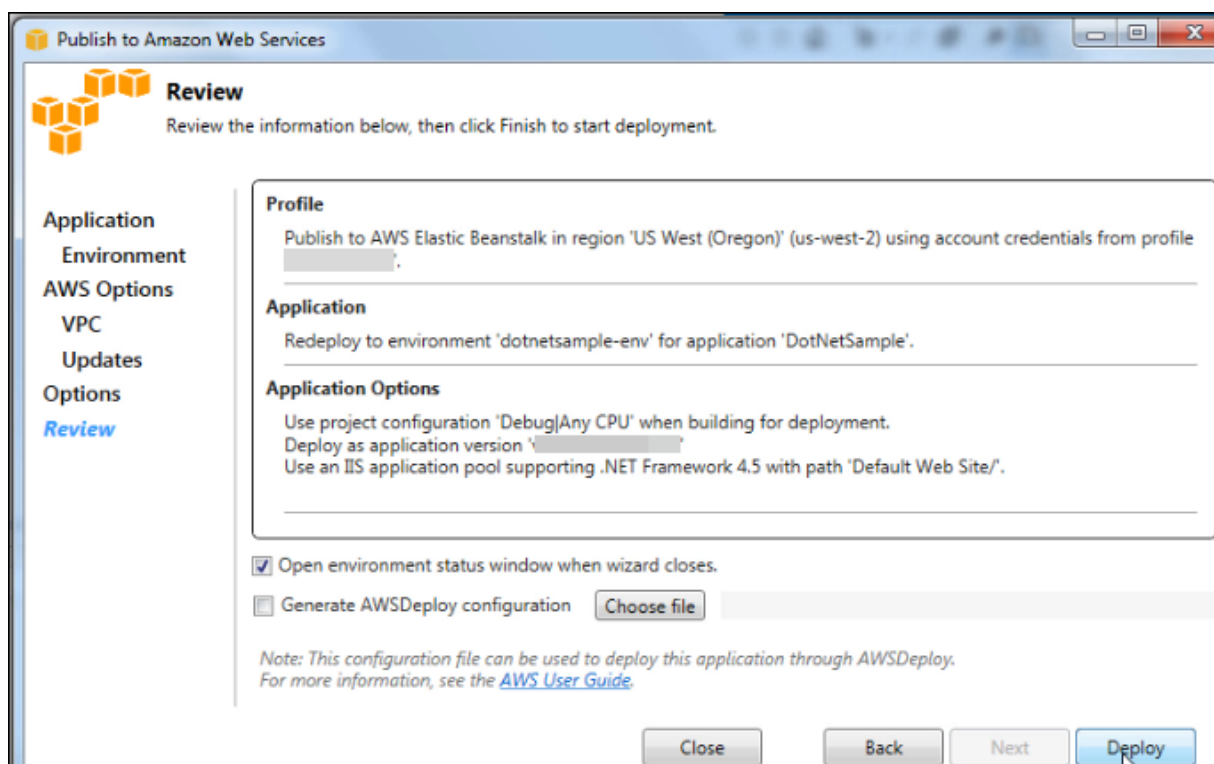 Publish to Amazon Web Services
Review
Review the information below, then click Finish to start deployment.
Application
Environment
AWS Options
VPC
Updates
Options
Review
Profile
Publish to AWS Elastic Beanstalk in region 'US West (Oregon)' (us-west-2) using account credentials from profile
'.
Application
Redeploy to environment 'dotnetsample-env' for application 'DotNetSample'.
Application Options
Use project configuration 'Debug|Any CPU' when building for deployment.
Deploy as application version 'v '
Use an IIS application pool supporting .NET Framework 4.5 with path 'Default Web Site/'.
Open environment status window when wizard closes.
Generate AWSDeploy configuration Choose file
Note: This configuration file can be used to deploy this application through AWSDeploy.
For more information, see the AWS User Guide.
Close Back Next Deploy